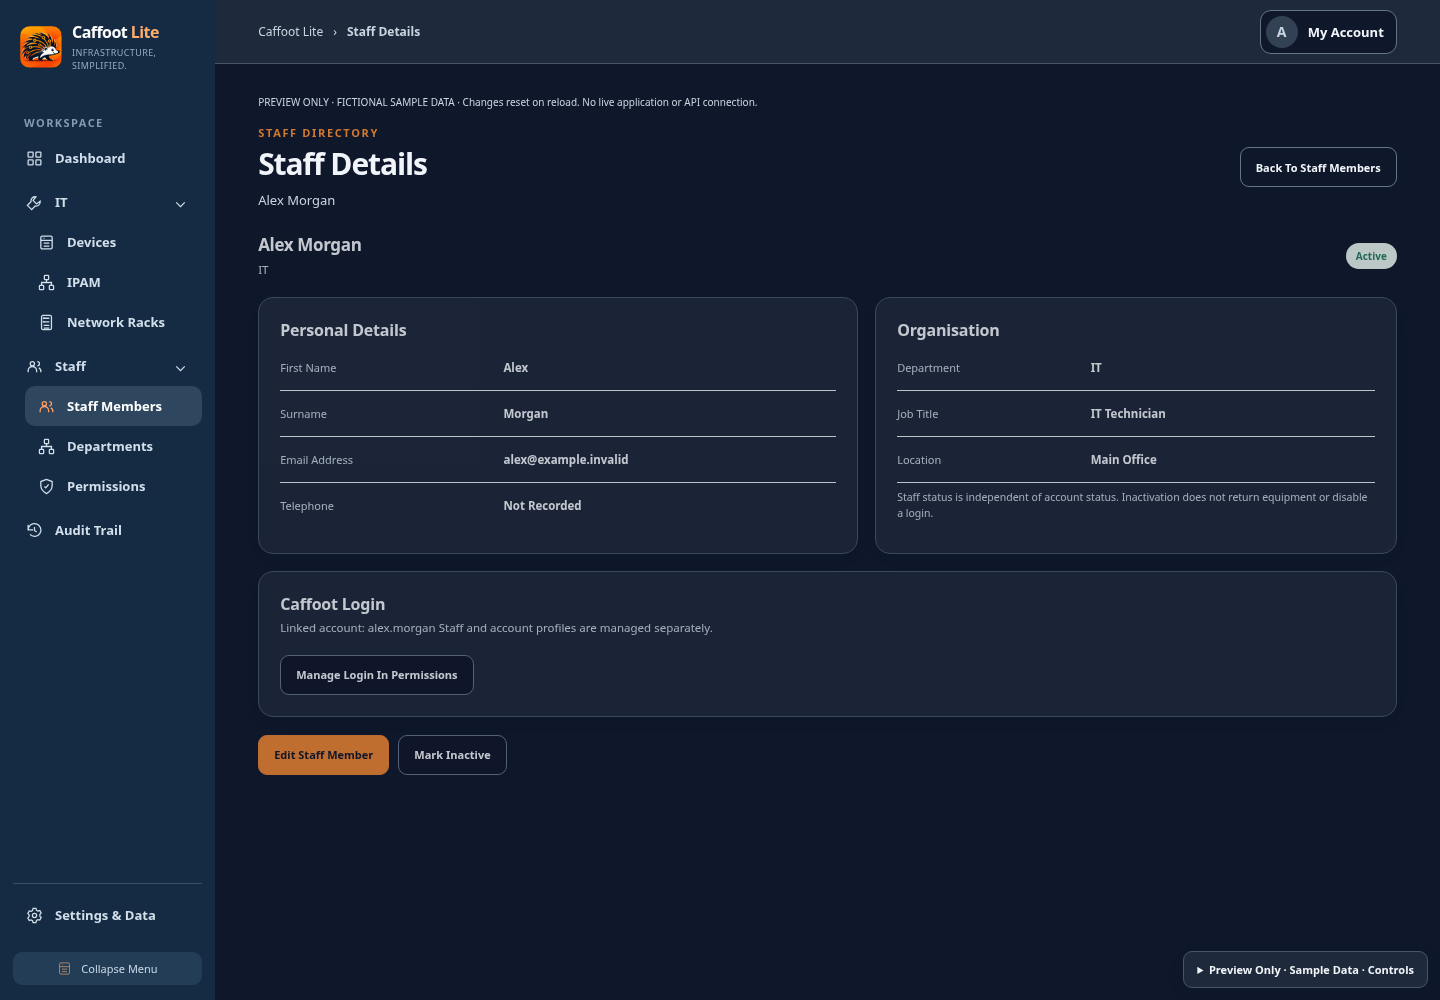 Caffoot Lite
INFRASTRUCTURE,
SIMPLIFIED.
WORKSPACE
Dashboard
IT
Devices
IPAM
Network Racks
Staff
Staff Members
Departments
Permissions
Audit Trail
Settings & Data
Collapse Menu
Caffoot Lite › Staff Details
A My Account
PREVIEW ONLY · FICTIONAL SAMPLE DATA · Changes reset on reload. No live application or API connection.
STAFF DIRECTORY
Staff Details
Alex Morgan
Back To Staff Members
Alex Morgan
IT
Active
Personal Details
First Name Alex
Surname Morgan
Email Address alex@example.invalid
Telephone Not Recorded
Organisation
Department IT
Job Title IT Technician
Location Main Office
Staff status is independent of account status. Inactivation does not return equipment or disable
a login.
Caffoot Login
Linked account: alex.morgan Staff and account profiles are managed separately.
Manage Login In Permissions
Edit Staff Member
Mark Inactive
Preview Only · Sample Data · Controls